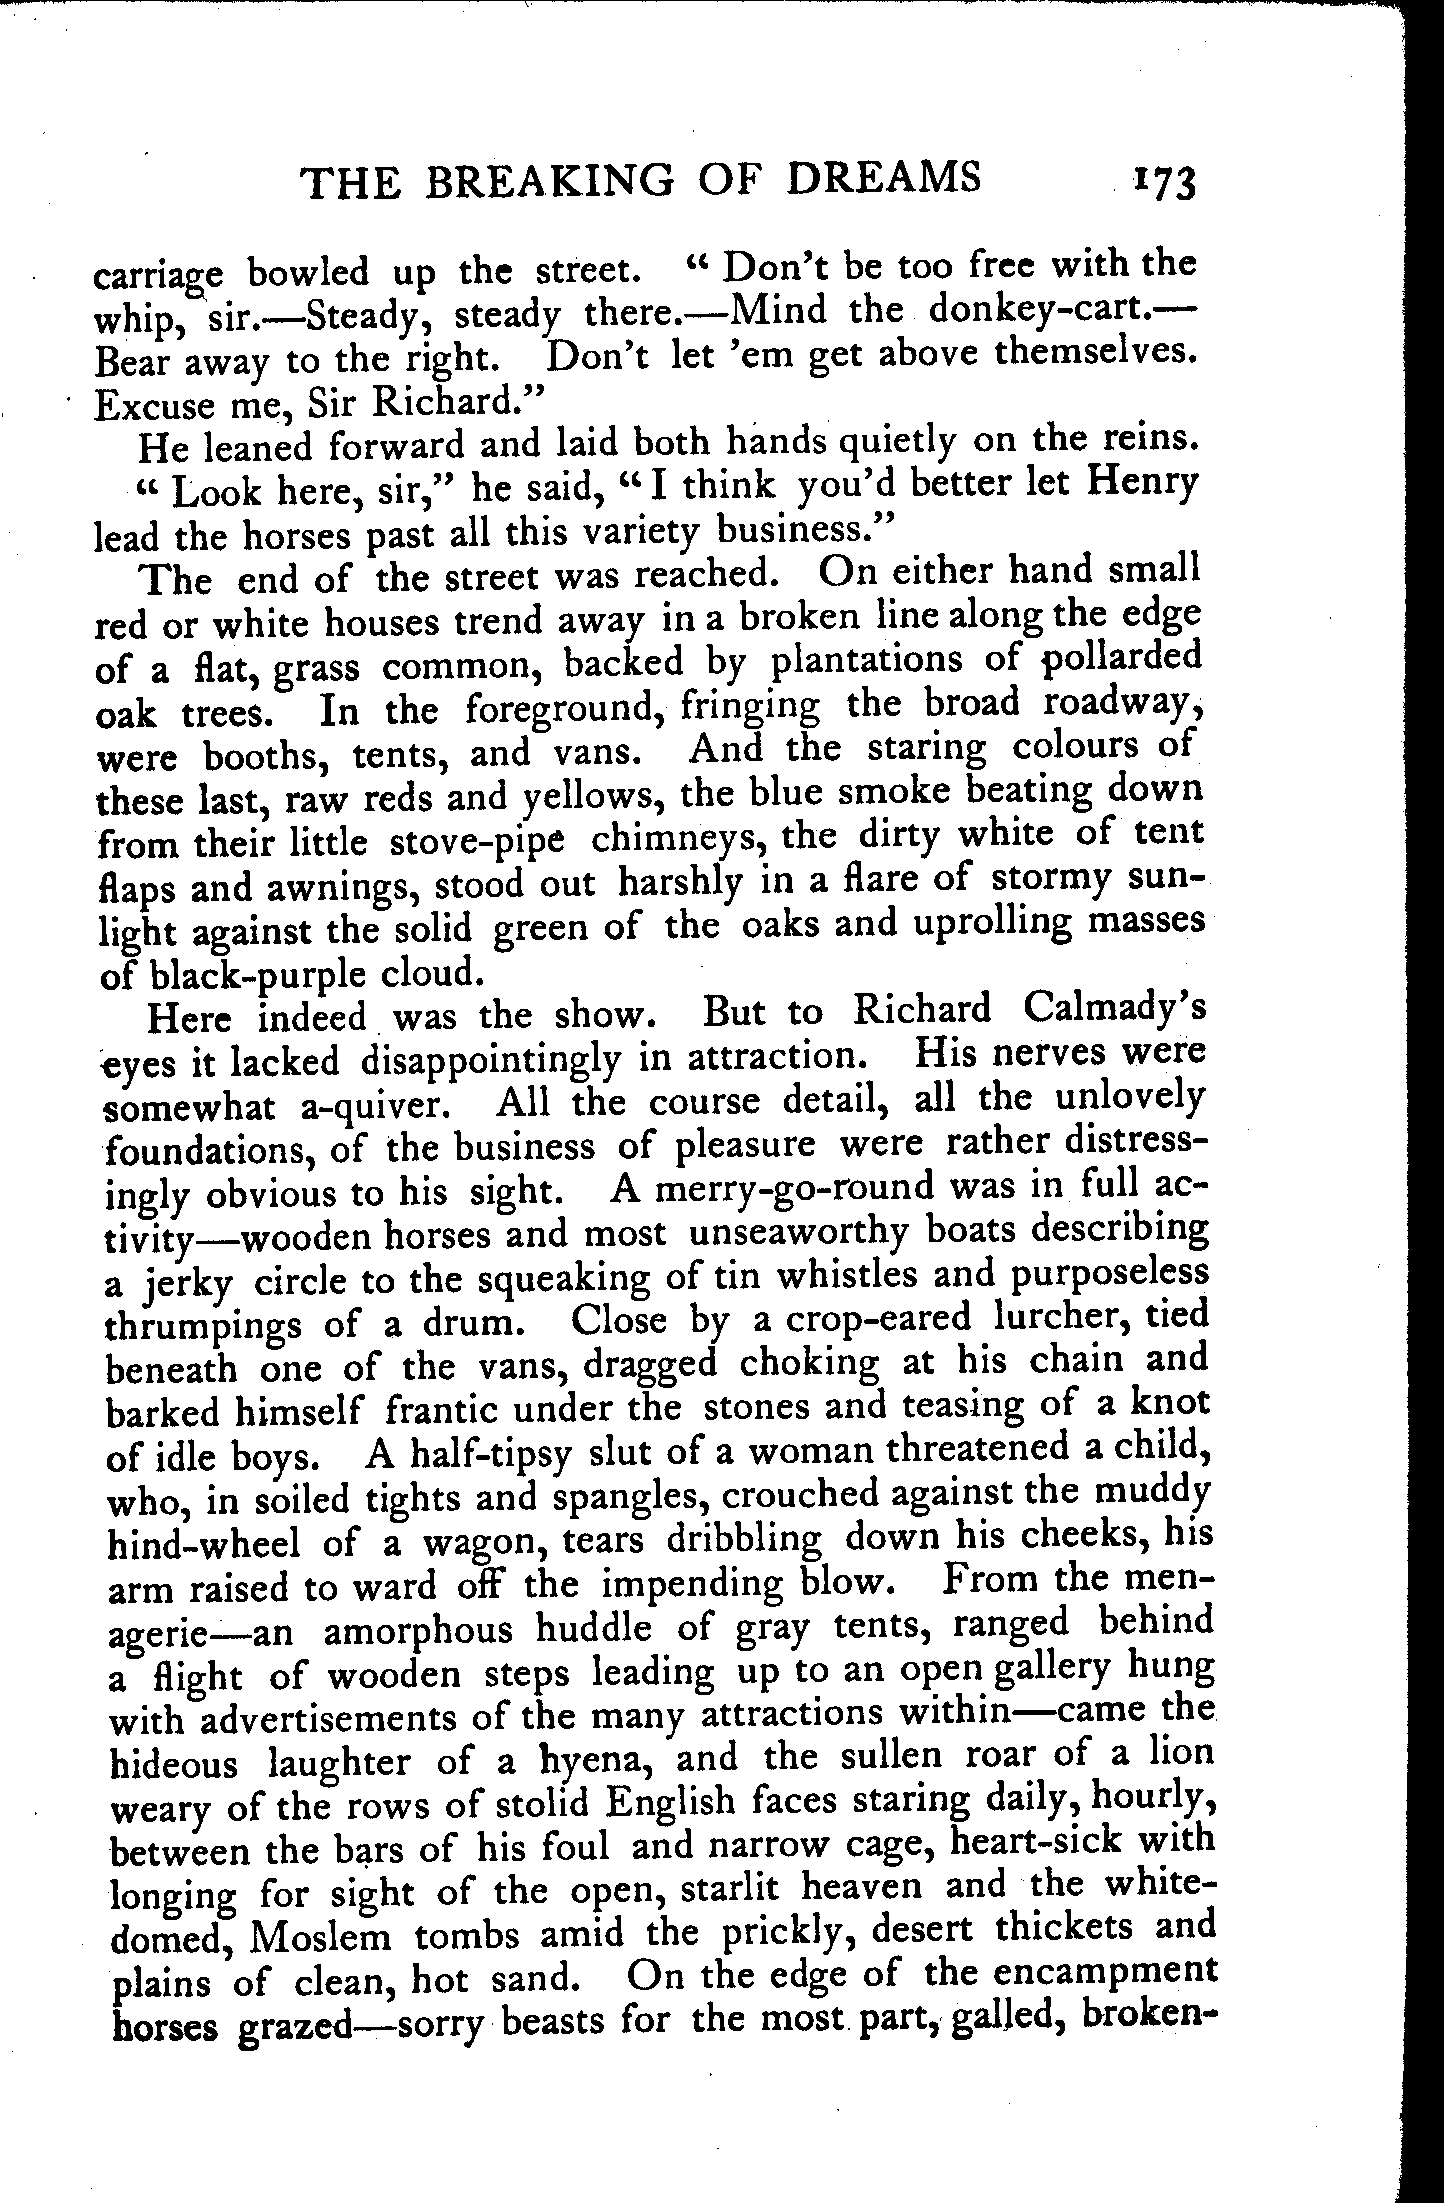 THE BREAKING OF DREAMS 173
carriage bowled up the street. “ Don’t be too free with the
whip, sir.—Steady, steady there.—Mind the donkey-cart.—
Bear away to the right. Don’t let ’em get above themselves.
Excuse me, Sir Richard.”
He leaned forward and laid both hands quietly on the reins.
“ Look here, sir,” he said, “ I think you’d better let Henry
lead the horses past all this variety business.”
The end of the street was reached. On either hand small
red or white houses trend away in a broken line along the edge
of a flat, grass common, backed by plantations of pollarded
oak trees. In the foreground, fringing the broad roadway,
were booths, tents, and vans. And the staring colours of
these last, raw reds and yellows, the blue smoke beating down
from their little stove-pipe chimneys, the dirty white of tent
flaps and awnings, stood out harshly in a flare of stormy sun-
light against the solid green of the oaks and uprolling masses
of black-purple cloud.
Here indeed was the show. But to Richard Calmady’s
eyes it lacked disappointingly in attraction. His nerves were
somewhat a-quiver. All the course detail, all the unlovely
foundations, of the business of pleasure were rather distress-
ingly obvious to his sight. A merry-go-round was in full ac-
tivity—wooden horses and most unseaworthy boats describing
a jerky circle to the squeaking of tin whistles and purposeless
thrumpings of a drum. Close by a crop-eared lurcher, tied
beneath one of the vans, dragged choking at his chain and
barked himself frantic under the stones and teasing of a knot
of idle boys. A half-tipsy slut of a woman threatened a child,
who, in soiled tights and spangles, crouched against the muddy
hind-wheel of a wagon, tears dribbling down his cheeks, his
arm raised to ward off the impending blow. From the men-
agerie—an amorphous huddle of gray tents, ranged behind
a flight of wooden steps leading up to an open gallery hung
with advertisements of the many attractions within—came the
hideous laughter of a hyena, and the sullen roar of a lion
weary of the rows of stolid English faces staring daily, hourly,
between the bars of his foul and narrow cage, heart-sick with
longing for sight of the open, starlit heaven and the white-
domed, Moslem tombs amid the prickly, desert thickets and
plains of clean, hot sand. On the edge of the encampment
horses grazed—sorry beasts for the most part, galled, broken-